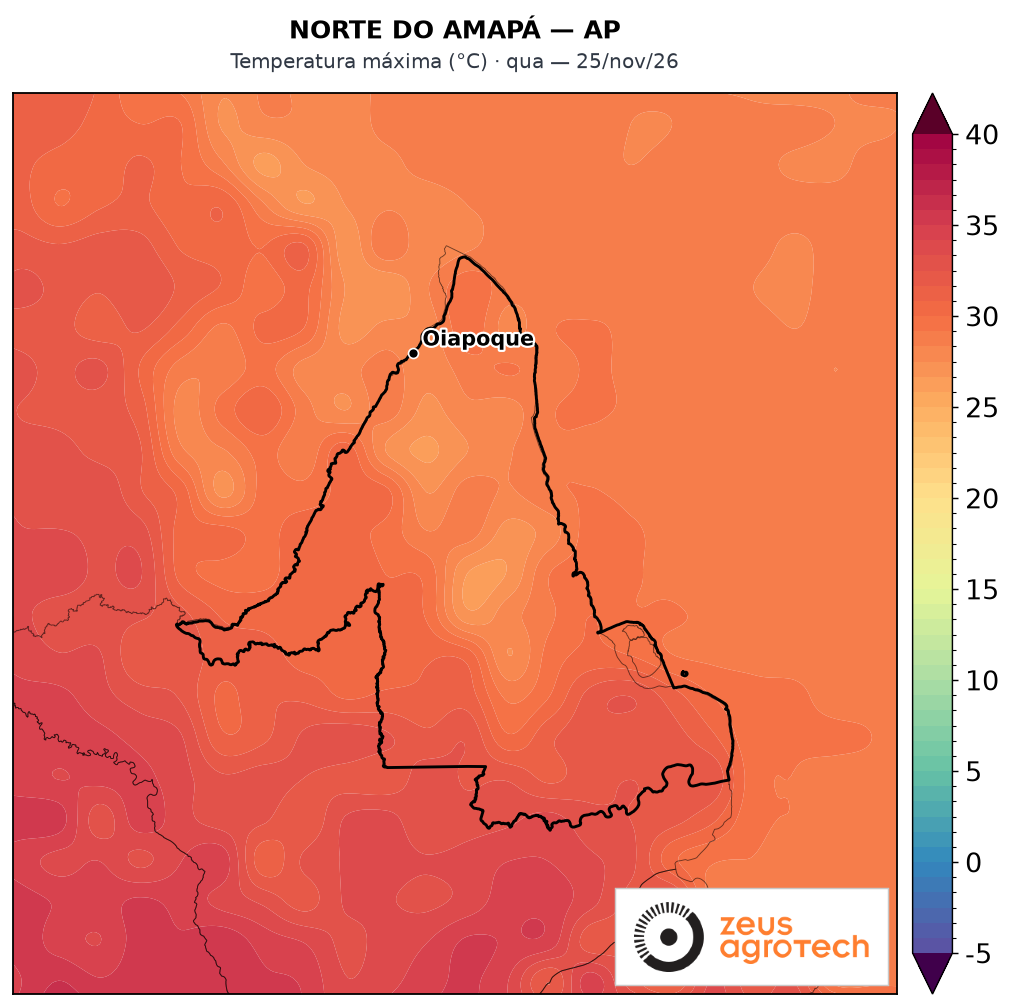 NORTE DO AMAPÁ — AP
Temperatura máxima (°C) · qua — 25/nov/26
Oiapoque
40
35
30
25
20
15
10
5
0
-5
zeus
agrotech